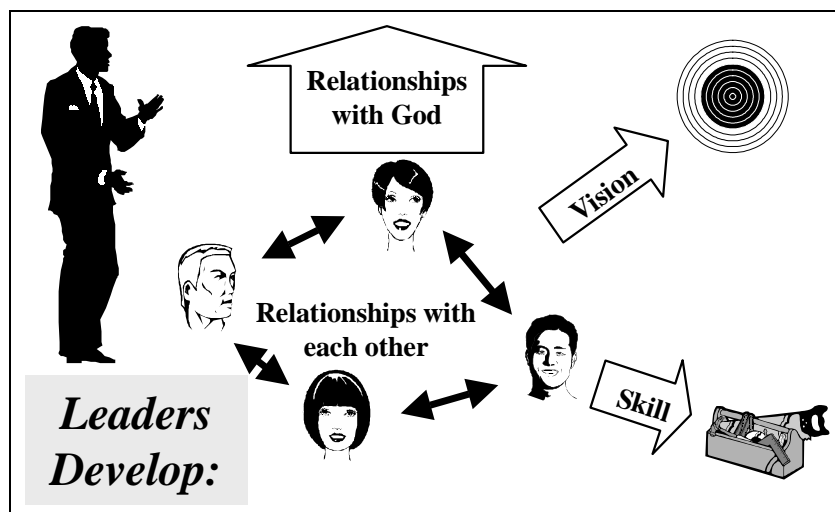 Relationships
with God
Vision
Relationships with
each other
Skill
Leaders
Develop: